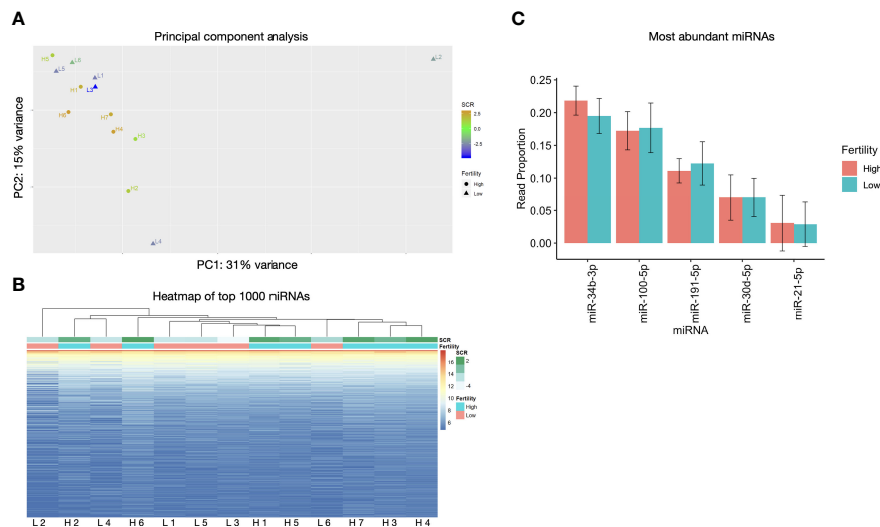 A
Principal component analysis
H5
L6
L5
L1
H1
L3
L2
H6
H7
H4
H3
H2
L4
PC2: 15% variance
PC1: 31% variance
SCR
2.5
0.0
-2.5
Fertility
High
Low
B
Heatmap of top 1000 miRNAs
SCR
Fertility
16
14
12
10
8
6
SCR
2
-4
Fertility
High
Low
L 2 H 2 L 4 H 6 L 1 L 5 L 3 H 1 H 5 L 6 H 7 H 3 H 4
C
Most abundant miRNAs
0.25
0.20
0.15
0.10
0.05
0.00
Read Proportion
miR-34b-3p
miR-100-5p
miR-191-5p
miR-30d-5p
miR-21-5p
miRNA
Fertility
High
Low